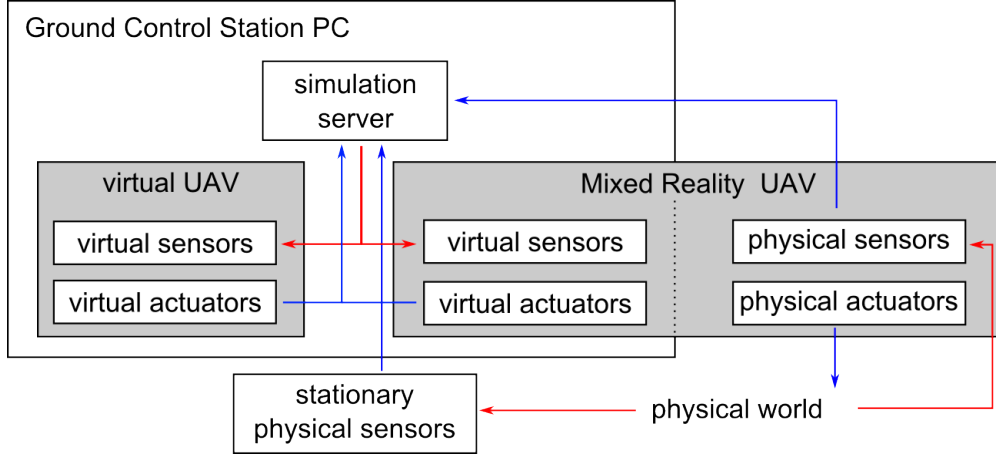 Ground Control Station PC
simulation
server
virtual UAV
Mixed Reality UAV
virtual sensors
virtual sensors
physical sensors
virtual actuators
virtual actuators
physical actuators
stationary
physical sensors
physical world